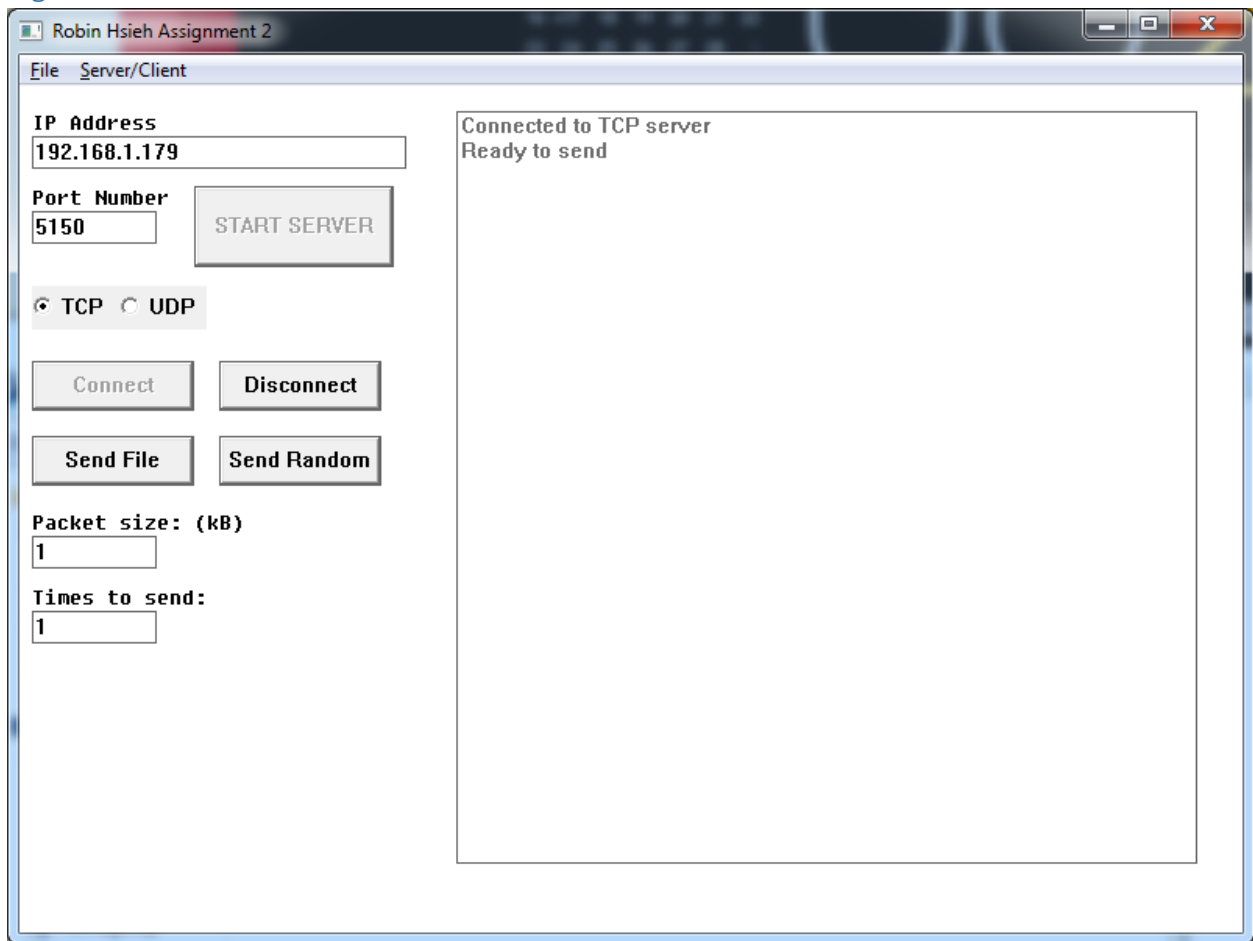 Robin Hsieh Assignment 2
File Server/Client
IP Address
192.168.1.179
Port Number
5150
START SERVER
TCP UDP
Connect Disconnect
Send File Send Random
Packet size: (kB)
1
Times to send:
1
Connected to TCP server
Ready to send